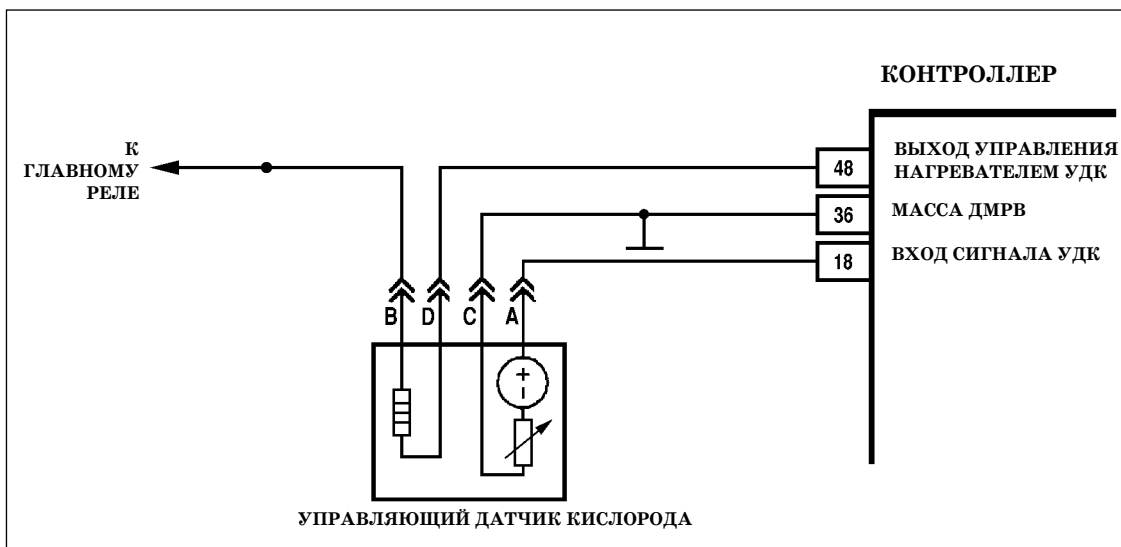 КОНТРОЛЛЕР
К
ГЛАВНОМУ
РЕЛЕ
48
ВЫХОД УПРАВЛЕНИЯ
НАГРЕВАТЕЛЕМ УДК
36
МАССА ДМРВ
18
ВХОД СИГНАЛА УДК
B D C A
УПРАВЛЯЮЩИЙ ДАТЧИК КИСЛОРОДА